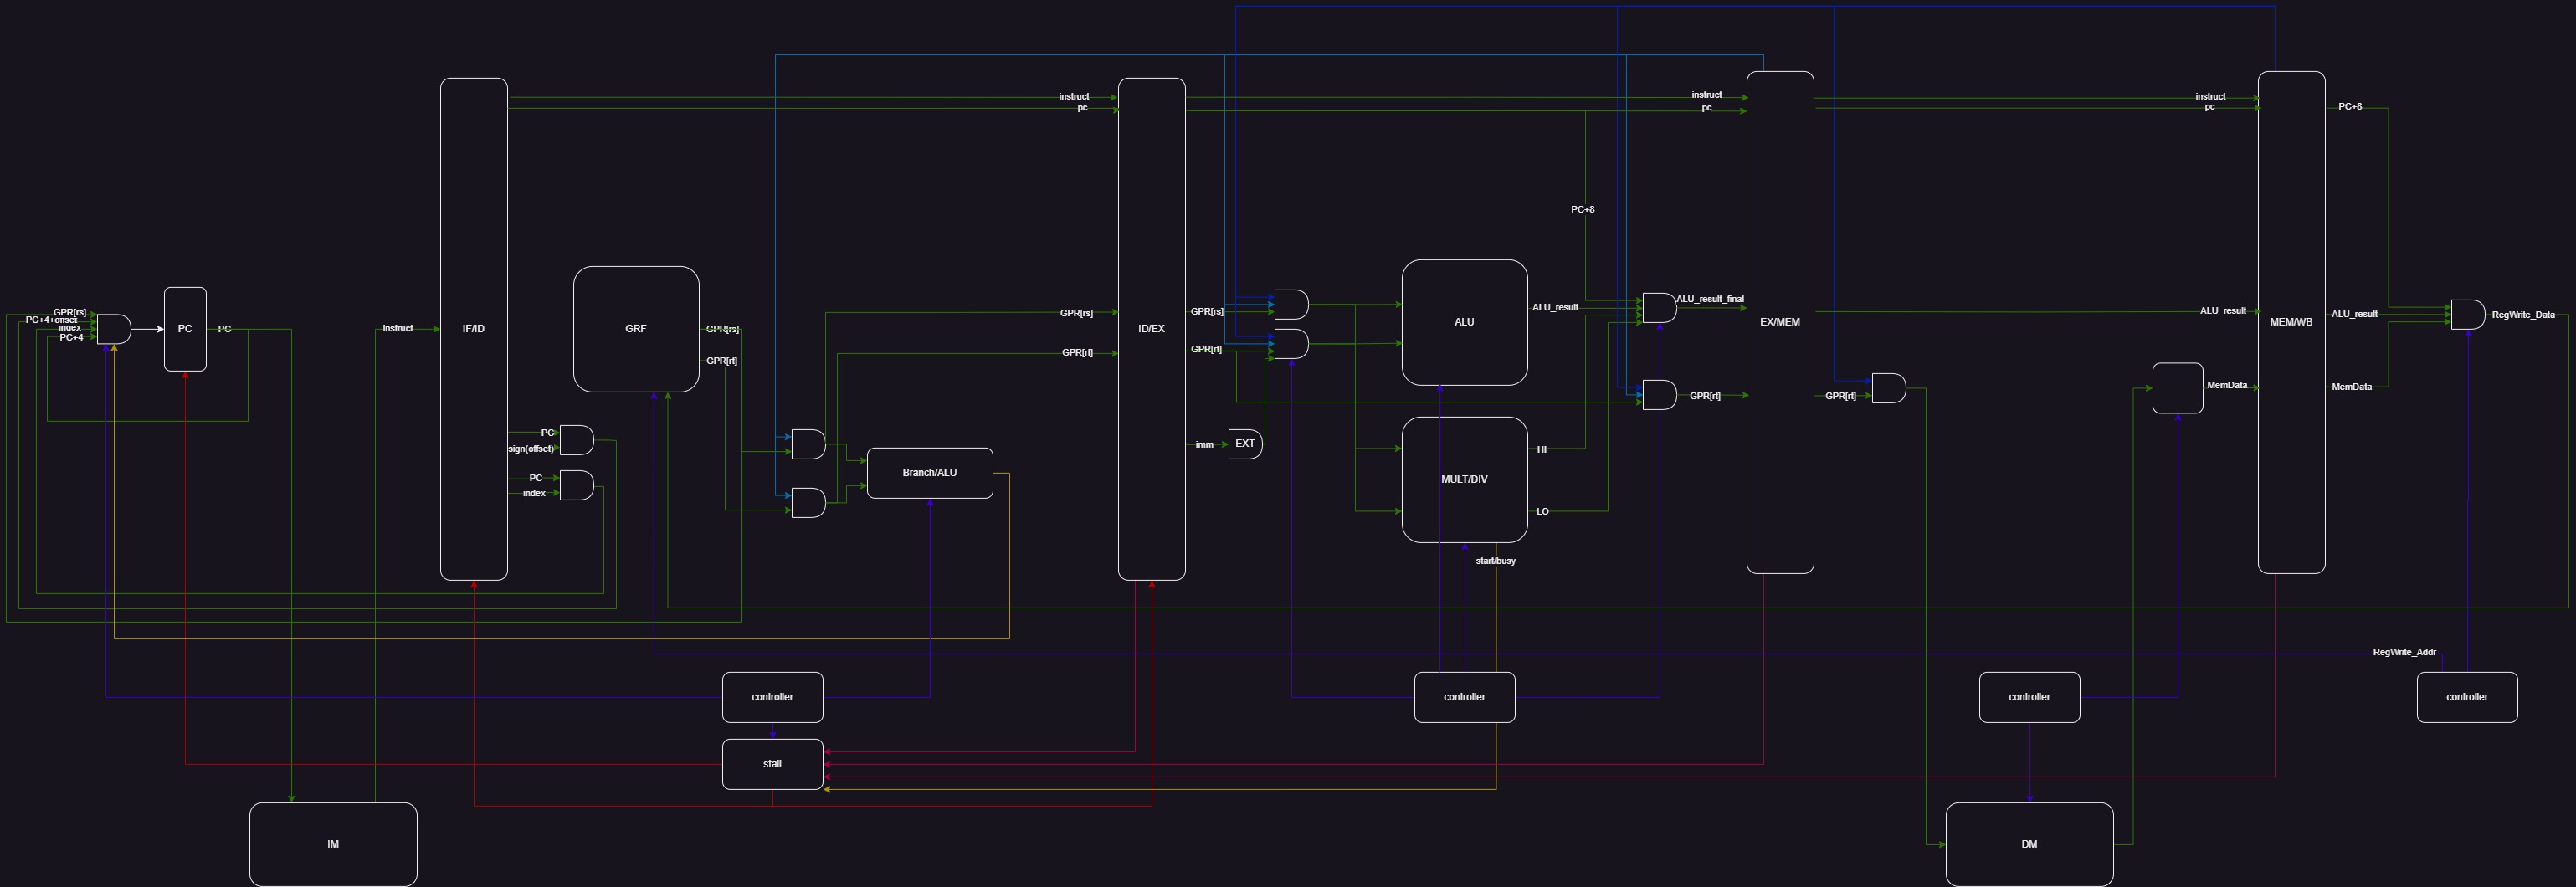 instruct
pc
instruct
pc
instruct
pc
PC+8
PC+8
GPR[rs]
PC+4+offset
index
PC+4
PC
PC
instruct
IF/ID
GRF
GPR[rs]
GPR[rt]
GPR[rs]
GPR[rt]
ID/EX
GPR[rs]
GPR[rt]
ALU
ALU_result
ALU_result_final
EX/MEM
ALU_result
MEM/WB
ALU_result
RegWrite_Data
MemData
MemData
GPR[rt]
GPR[rt]
PC
sign(offset)
PC
index
Branch/ALU
imm
EXT
MULT/DIV
HI
LO
start/busy
RegWrite_Addr
controller
controller
controller
controller
stall
IM
DM